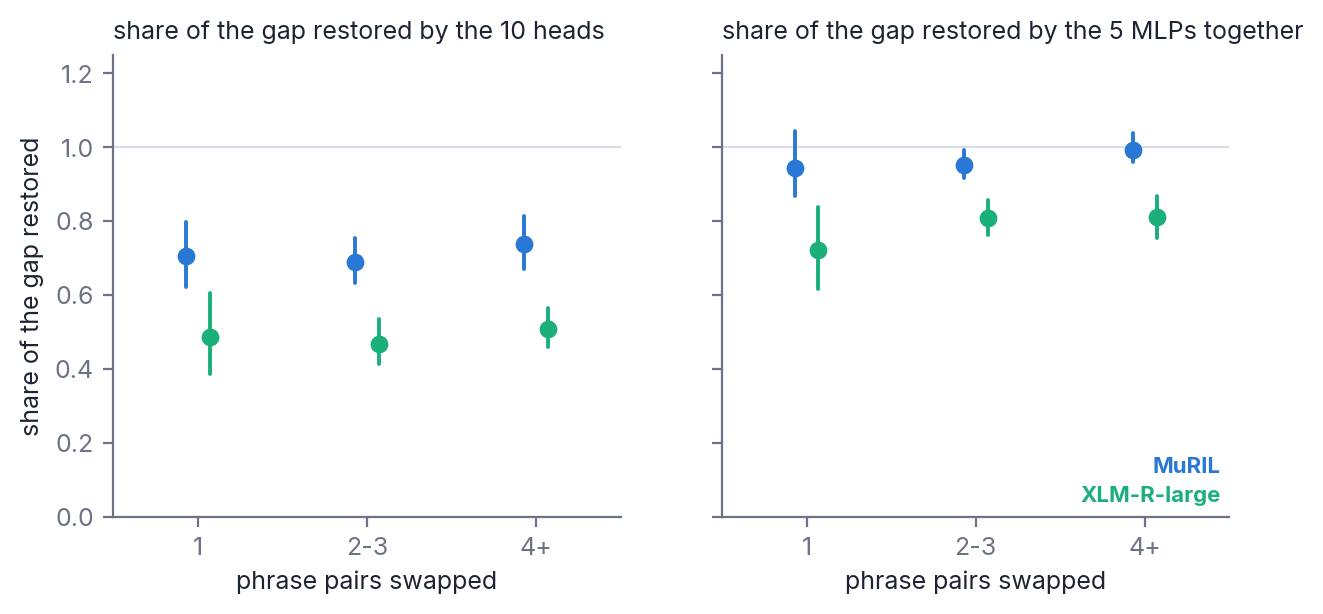 share of the gap restored by the 10 heads
share of the gap restored
1.2
1.0
0.8
0.6
0.4
0.2
0.0
1
2-3
4+
phrase pairs swapped
share of the gap restored by the 5 MLPs together
MuRIL
XLM-R-large
1
2-3
4+
phrase pairs swapped